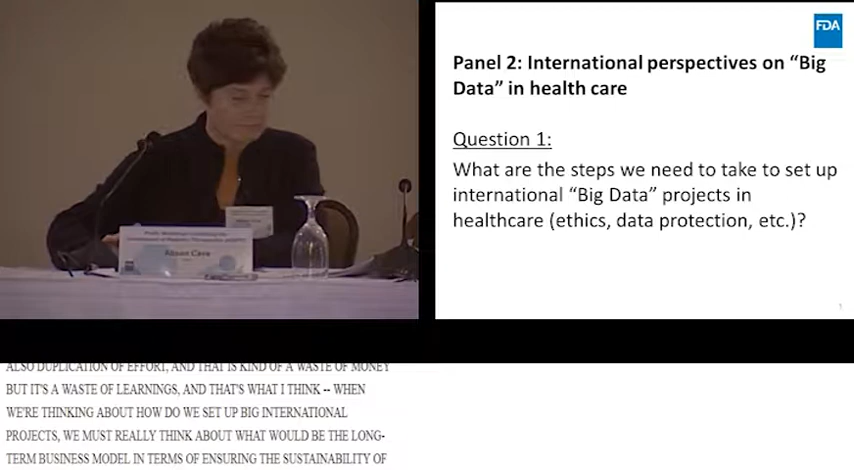 FDA
Panel 2: International perspectives on “Big
Data” in health care
Question 1:
What are the steps we need to take to set up
international “Big Data” projects in
healthcare (ethics, data protection, etc.)?
1
Alison Cave
ALSO DUPLICATION OF EFFORT, AND THAT IS KIND OF A WASTE OF MONEY
BUT IT'S A WASTE OF LEARNINGS, AND THAT'S WHAT I THINK -- WHEN
WE'RE THINKING ABOUT HOW DO WE SET UP BIG INTERNATIONAL
PROJECTS, WE MUST REALLY THINK ABOUT WHAT WOULD BE THE LONG-
TERM BUSINESS MODEL IN TERMS OF ENSURING THE SUSTAINABILITY OF